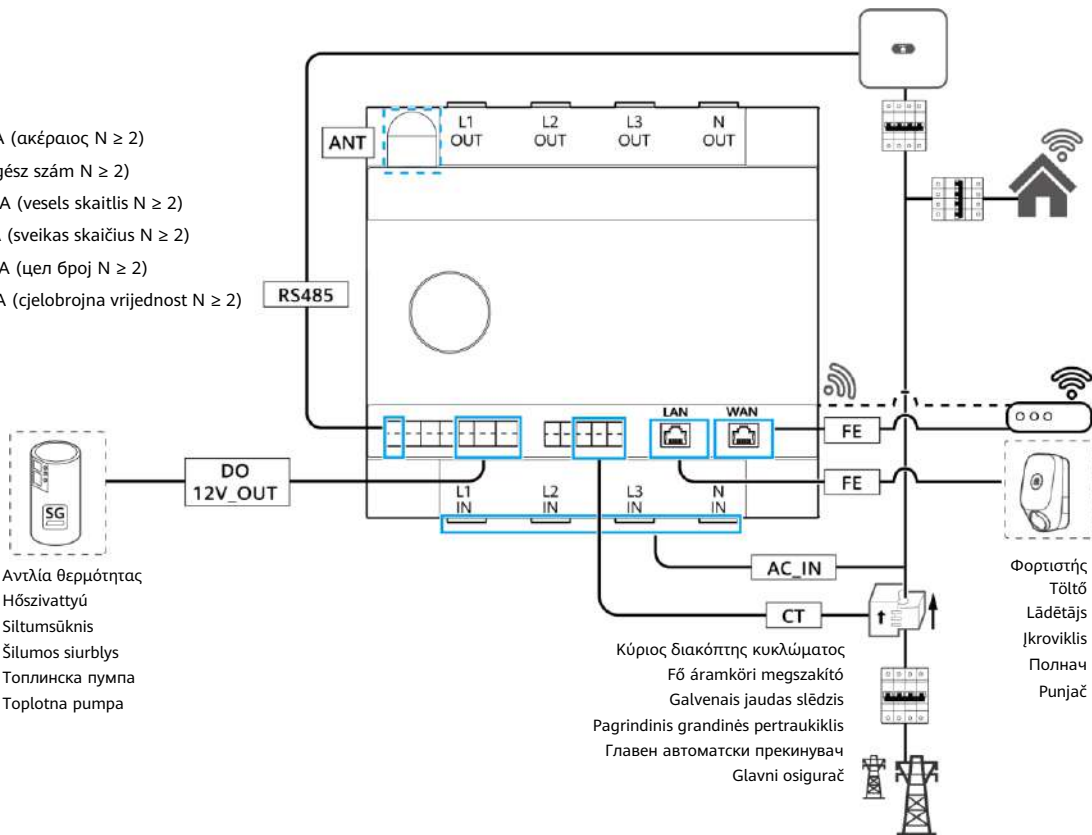 A (ακέραιος N ≥ 2)
gész szám N ≥ 2)
A (vesels skaitlis N ≥ 2)
A (sveikas skaičius N ≥ 2)
A (цел број N ≥ 2)
A (cjelobrojna vrijednost N ≥ 2)
ANT
L1
OUT
L2
OUT
L3
OUT
N
OUT
RS485
LAN
WAN
FE
FE
DO
12V_OUT
SG
L1
IN
L2
IN
L3
IN
N
IN
AC_IN
CT
Αντλία θερμότητας
Hőszivattyú
Siltumsūknis
Šilumos siurblys
Топлинска пумпа
Toplotna pumpa
Φορτιστής
Töltő
Lādētājs
Įkroviklis
Полнач
Punjač
Κύριος διακόπτης κυκλώματος
Fő áramköri megszakító
Galvenais jaudas slēdzis
Pagrindinis grandinės pertraukiklis
Главен автоматски прекинувач
Glavni osigurač